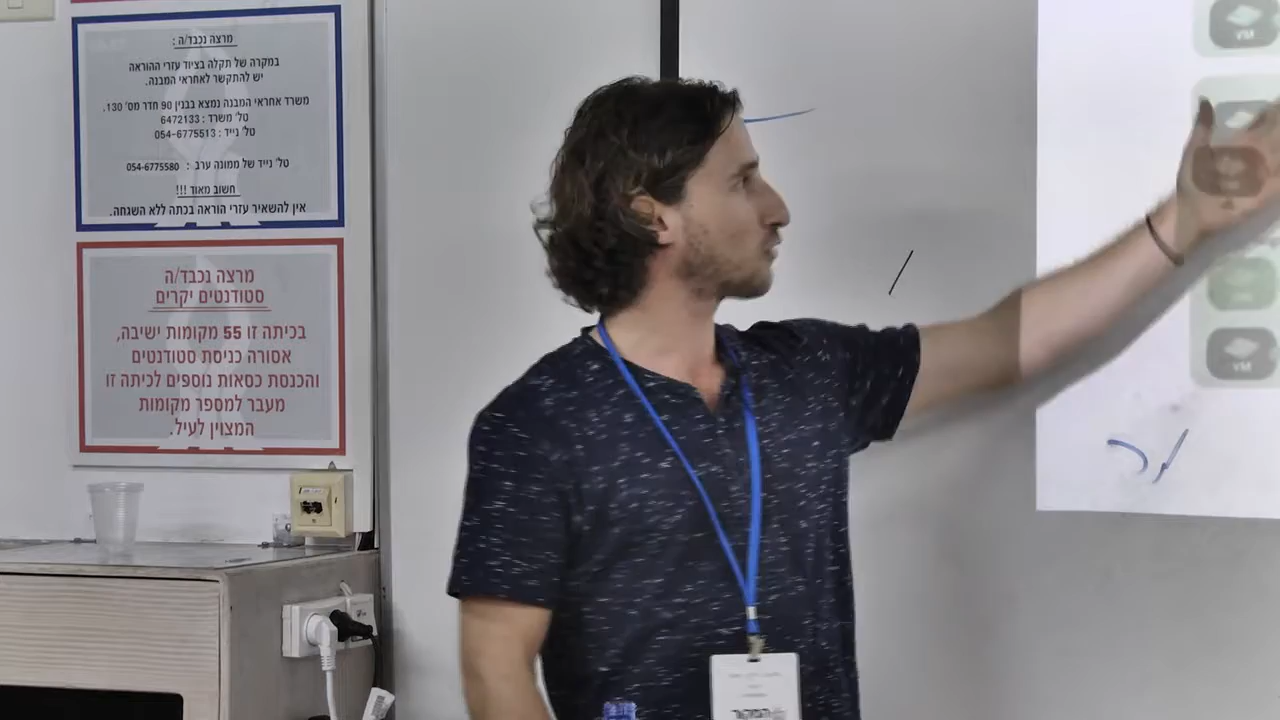 מרצה נכבד/ה :
במקרה של תקלה בציוד עזרי ההוראה
יש להתקשר לאחראי המבנה.
משרד אחראי המבנה נמצא בבנין 90 חדר מס' 130.
טל' משרד : 6472133
טל' נייד : 054-6775513
טל' נייד של ממונה ערב : 054-6775580
חשוב מאוד !!!
אין להשאיר עזרי הוראה בכתה ללא השגחה.
מרצה נכבד/ה
סטודנטים יקרים
בכיתה זו 55 מקומות ישיבה,
אסורה כניסת סטודנטים
והכנסת כסאות נוספים לכיתה זו
מעבר למספר מקומות
המצוין לעיל.
VM
VM